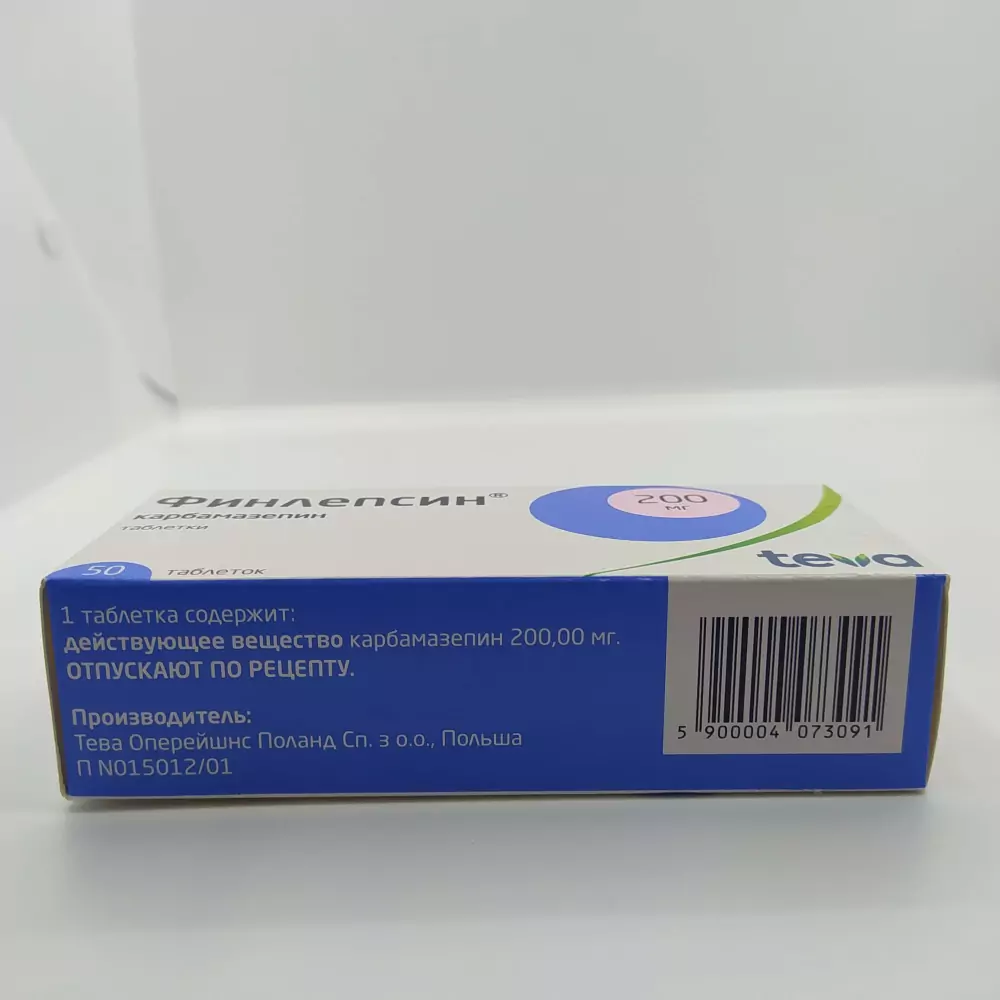 Финлепсин®
карбамазепин
таблетки
200
мг
50 таблеток
teva
1 таблетка содержит:
действующее вещество карбамазепин 200,00 мг.
ОТПУСКАЮТ ПО РЕЦЕПТУ.
Производитель:
Тева Оперейшнс Поланд Сп. з о.о., Польша
П N015012/01
5 900004 073091